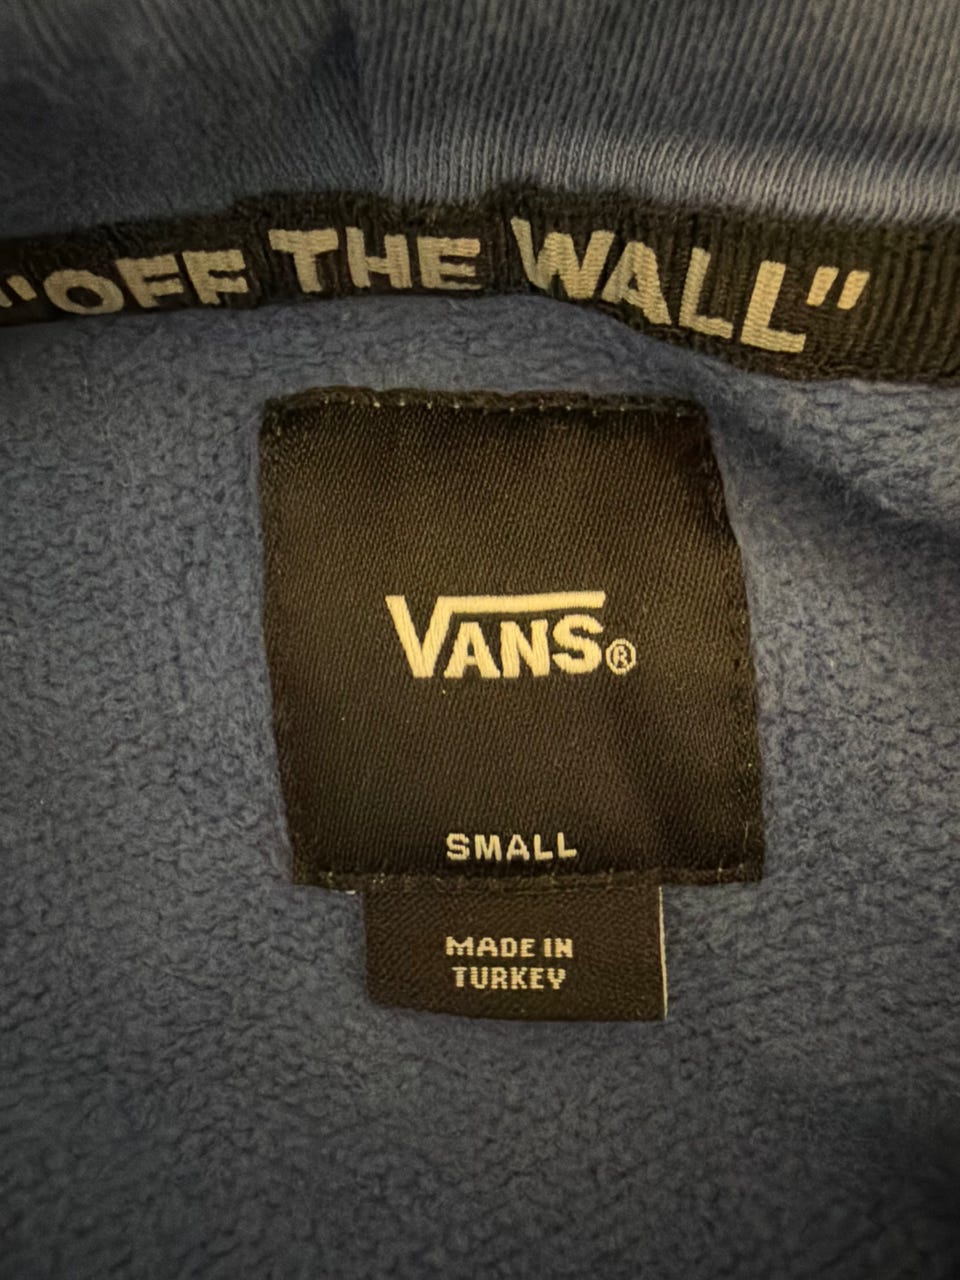 "OFF THE WALL"
VANS®
SMALL
MADE IN
TURKEY